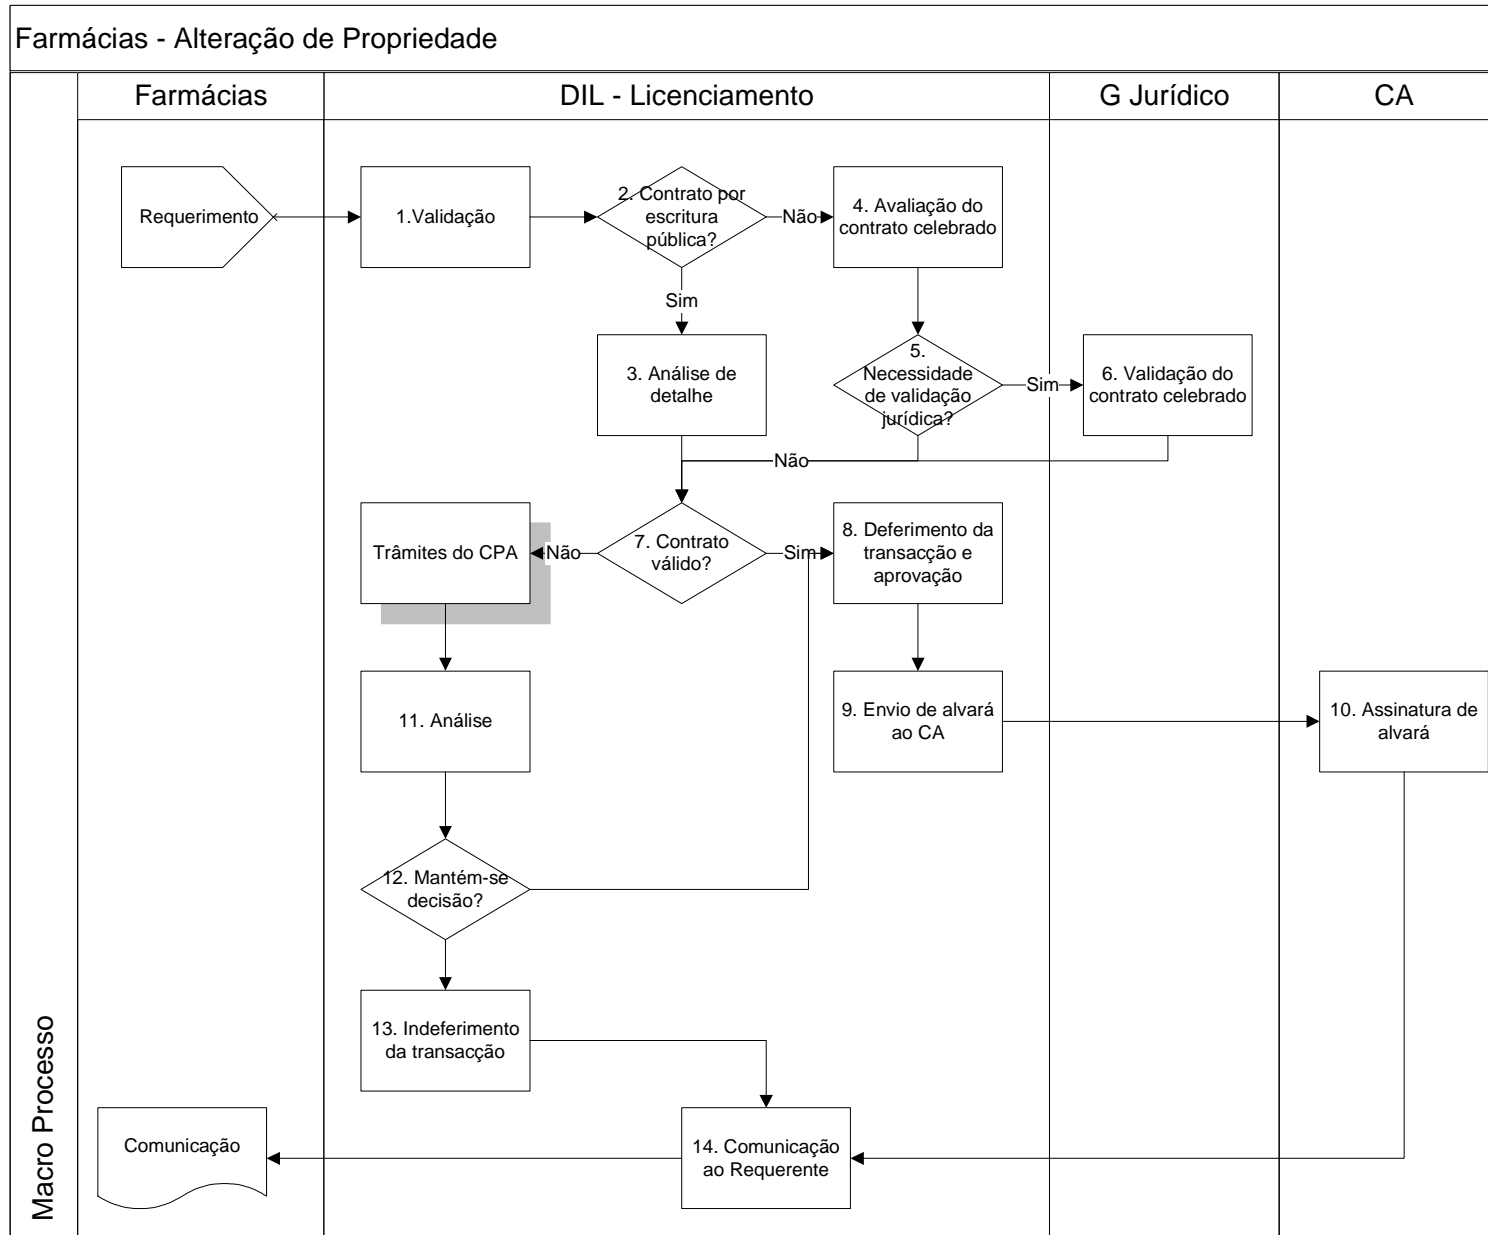 Farmácias - Alteração de Propriedade
Farmácias
DIL - Licenciamento
G Jurídico
CA
Macro Processo
Requerimento
1.Validação
2. Contrato por
escritura
pública?
Não
4. Avaliação do
contrato celebrado
Sim
3. Análise de
detalhe
5.
Necessidade
de validação
jurídica?
Sim
6. Validação do
contrato celebrado
Não
Trâmites do CPA
Não
7. Contrato
válido?
Sim
8. Deferimento da
transacção e
aprovação
11. Análise
9. Envio de alvará
ao CA
10. Assinatura de
alvará
12. Mantém-se
decisão?
13. Indeferimento
da transacção
Comunicação
14. Comunicação
ao Requerente